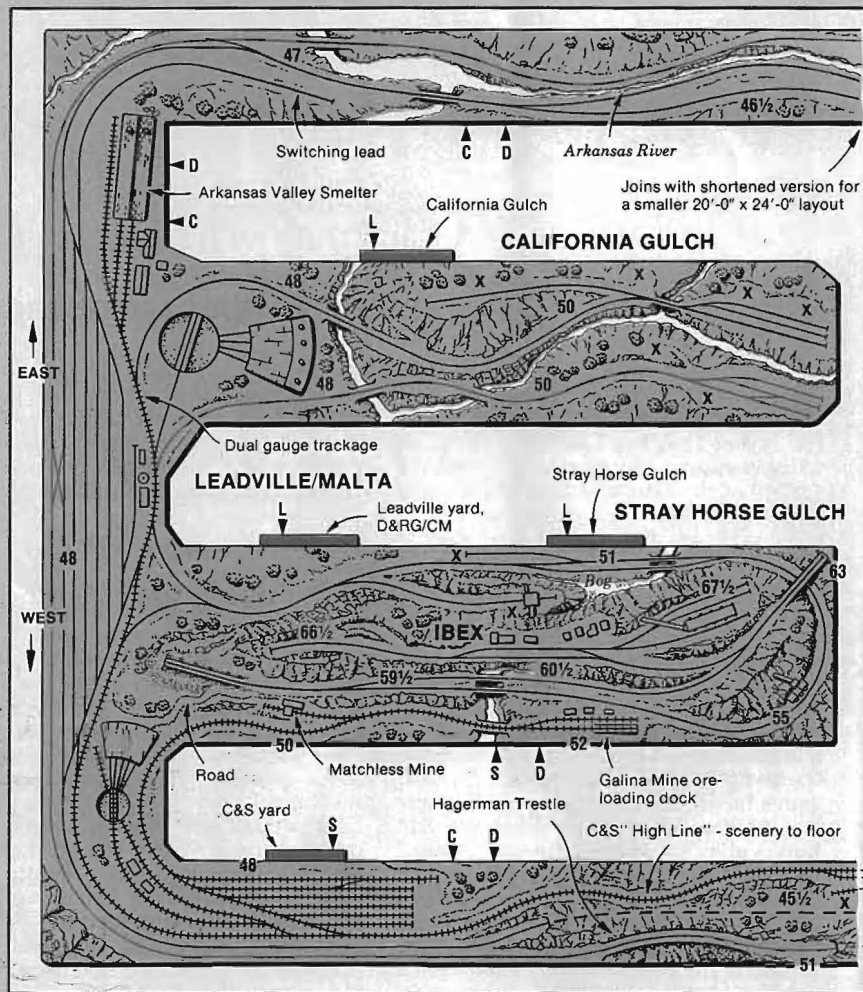 47
46½
Switching lead
C
D
Arkansas River
D
Arkansas Valley Smelter
Joins with shortened version for
a smaller 20'-0" x 24'-0" layout
C
California Gulch
L
CALIFORNIA GULCH
48
X
X
50
X
EAST
48
X
50
X
Dual gauge trackage
LEADVILLE/MALTA
Stray Horse Gulch
L
Leadville yard,
D&RG/CM
L
STRAY HORSE GULCH
48
X
51
63
Bog
67½
X
WEST
66½
IBEX
59½
60½
55
50
52
Road
Matchless Mine
S
D
Galina Mine ore-
loading dock
C&S yard
S
Hagerman Trestle
C&S" High Line" - scenery to floor
48
C
D
45½
X
51